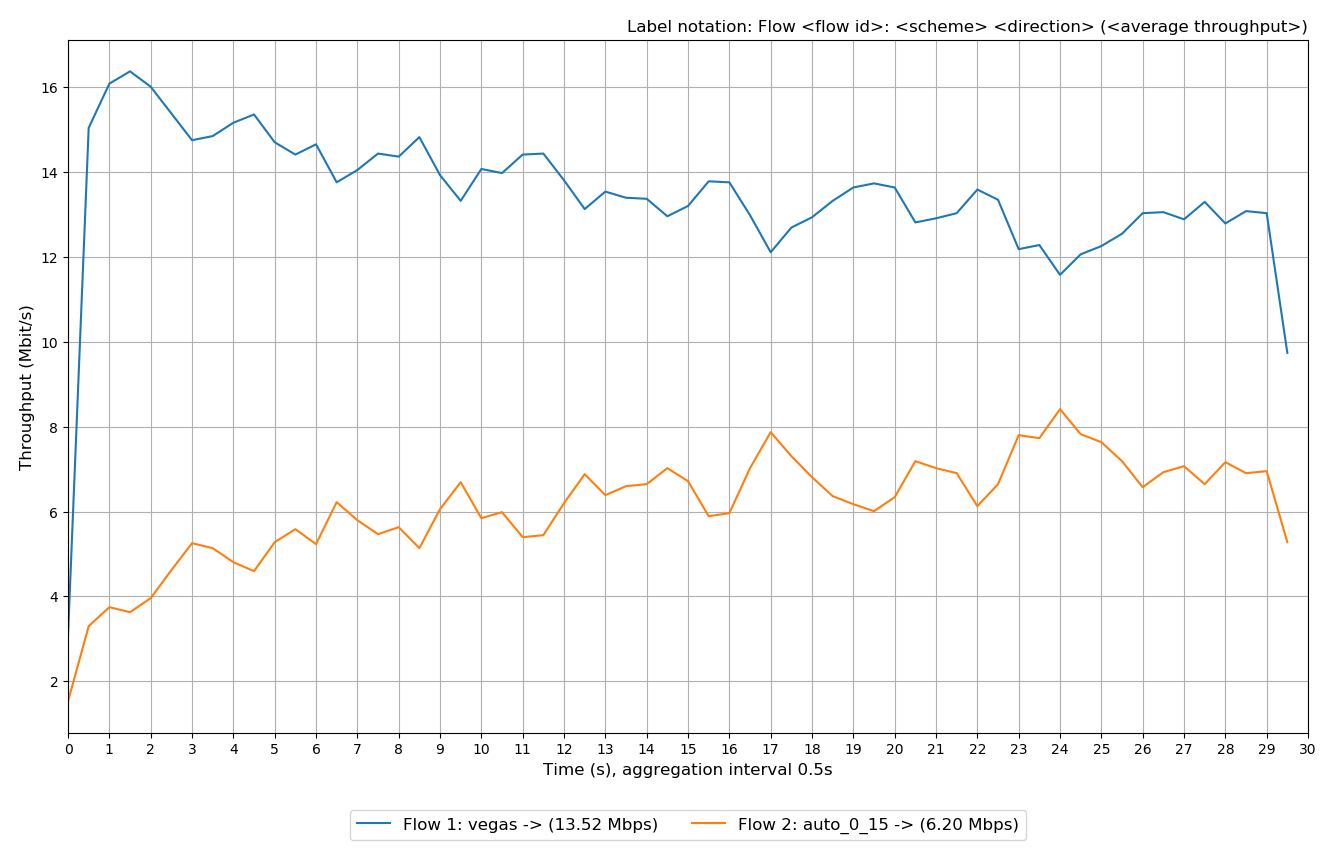 Label notation: Flow <flow id>: <scheme> <direction> (<average throughput>)
Throughput (Mbit/s)
16
14
12
10
8
6
4
2
0 1 2 3 4 5 6 7 8 9 10 11 12 13 14 15 16 17 18 19 20 21 22 23 24 25 26 27 28 29 30
Time (s), aggregation interval 0.5s
Flow 1: vegas -> (13.52 Mbps) Flow 2: auto_0_15 -> (6.20 Mbps)